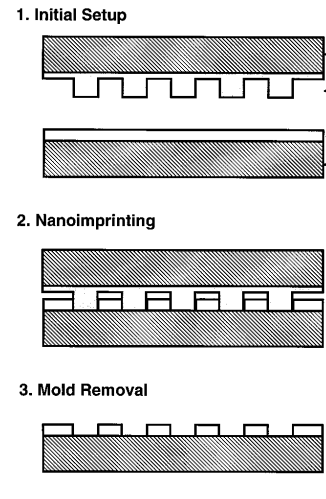 1. Initial Setup
2. Nanoimprinting
3. Mold Removal